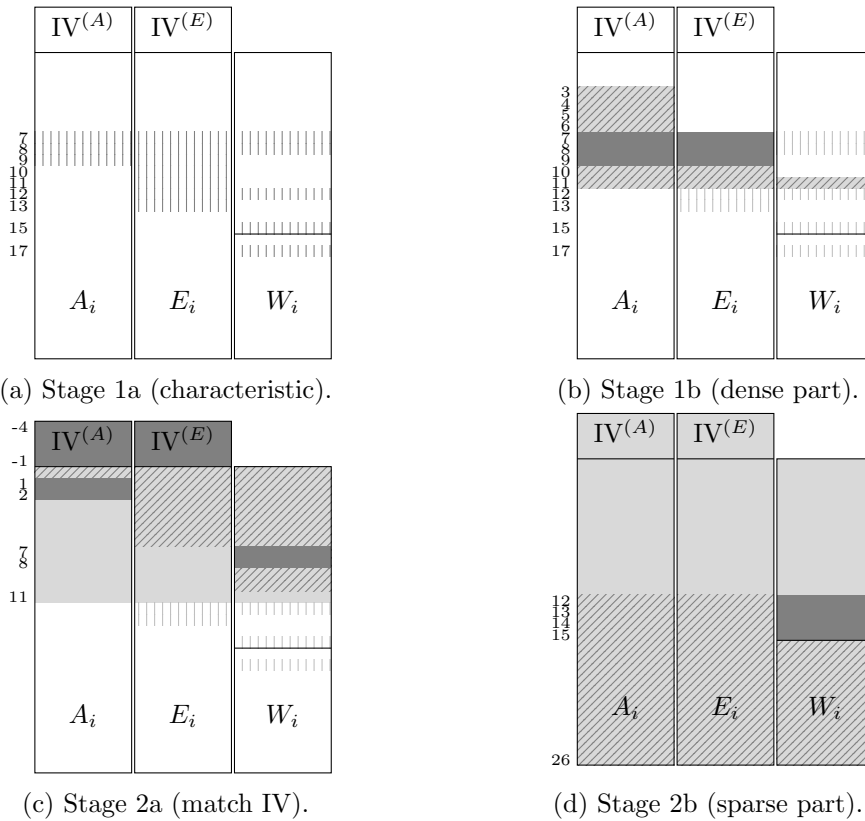 IV(A) IV(E)
7
8
9
10
11
12
13
15
17
A_i E_i W_i
(a) Stage 1a (characteristic).
IV(A) IV(E)
3
4
5
6
7
8
9
10
11
12
13
15
17
A_i E_i W_i
(b) Stage 1b (dense part).
-4
IV(A) IV(E)
-1
1
2
7
8
11
A_i E_i W_i
(c) Stage 2a (match IV).
IV(A) IV(E)
12
13
14
15
A_i E_i W_i
26
(d) Stage 2b (sparse part).